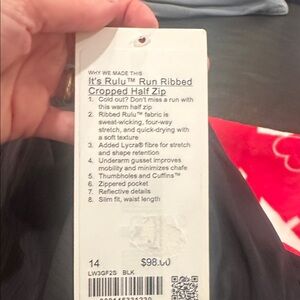 WHY WE MADE THIS
It's Rulu™ Run Ribbed
Cropped Half Zip
1. Cold out? Don't miss a run with
this warm half zip
2. Ribbed Rulu™ fabric is
sweat-wicking, four-way
stretch, and quick-drying with
a soft texture
3. Added Lycra® fibre for stretch
and shape retention
4. Underarm gusset improves
mobility and minimizes chafe
5. Thumbholes and Cuffins™
6. Zippered pocket
7. Reflective details
8. Slim fit, waist length
14 $98.00
LW3GF2S BLK